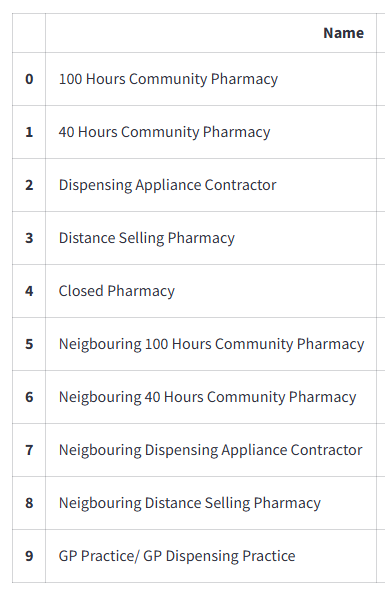 Name
0 100 Hours Community Pharmacy
1 40 Hours Community Pharmacy
2 Dispensing Appliance Contractor
3 Distance Selling Pharmacy
4 Closed Pharmacy
5 Neigbouring 100 Hours Community Pharmacy
6 Neigbouring 40 Hours Community Pharmacy
7 Neigbouring Dispensing Appliance Contractor
8 Neigbouring Distance Selling Pharmacy
9 GP Practice/ GP Dispensing Practice